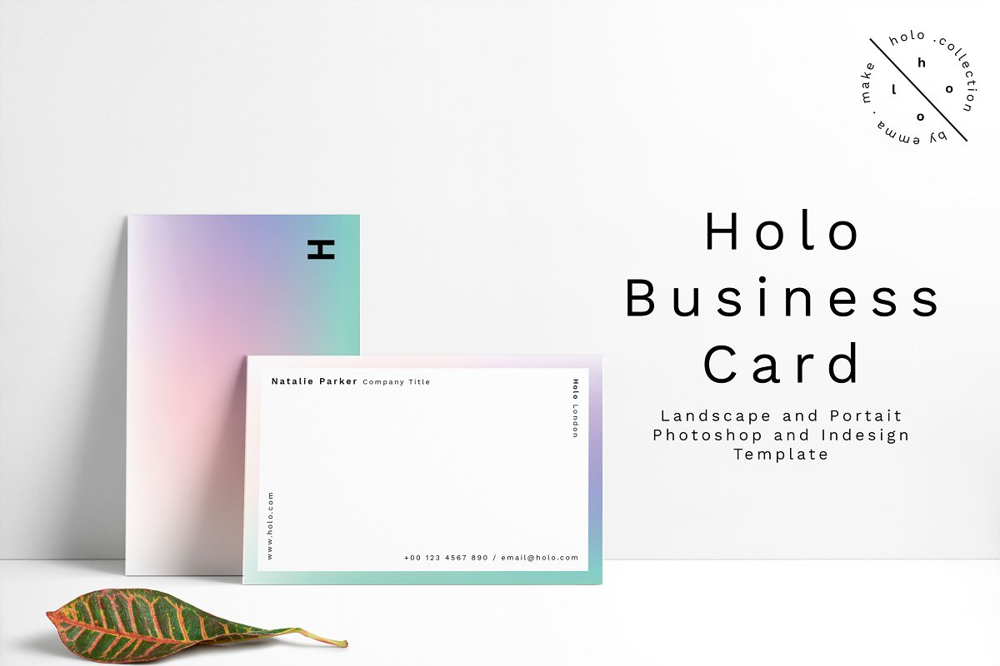 holo .collection
by emma . make
h
l o
o
Holo
Business
Card
Landscape and Portait
Photoshop and Indesign
Template
H
Natalie Parker Company Title
Holo London
www.holo.com
+00 123 4567 890 / email@holo.com